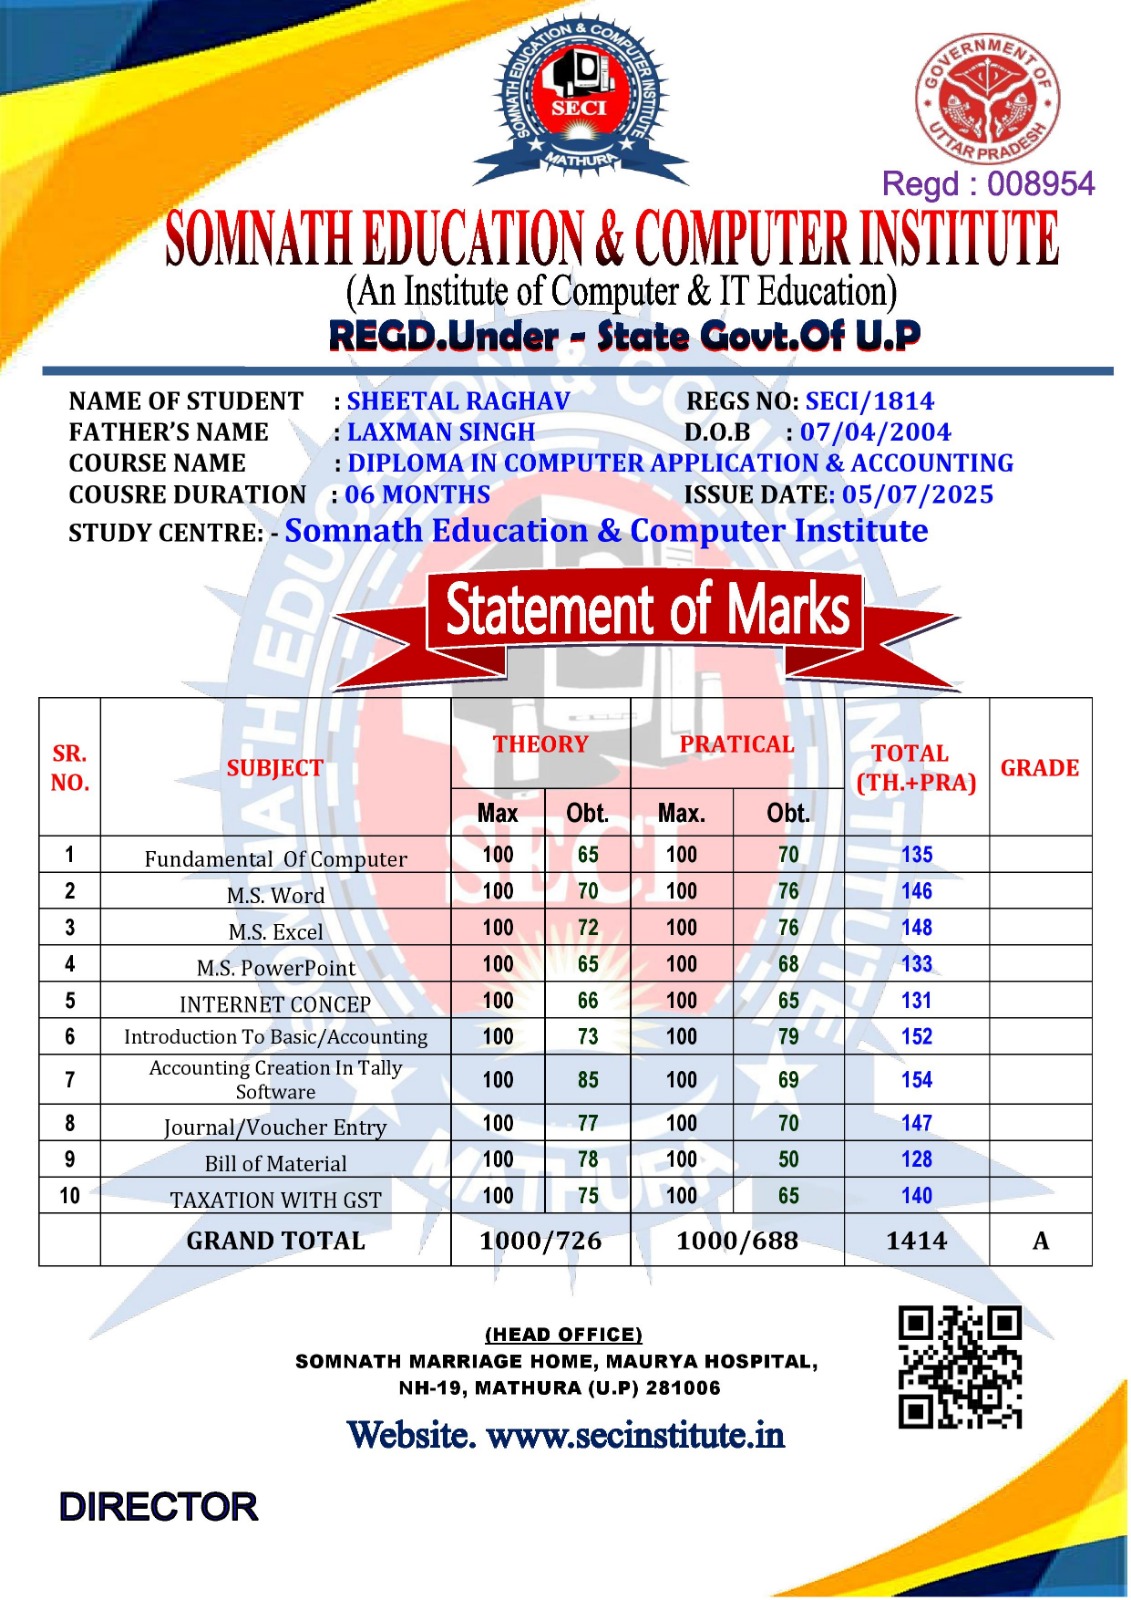 SOMNATH EDUCATION & COMPUTER INSTITUTE
SECI
MATHURA
GOVERNMENT OF
UTTAR PRADESH
Regd : 008954
SOMNATH EDUCATION & COMPUTER INSTITUTE
(An Institute of Computer & IT Education)
REGD.Under - State Govt.Of U.P
NAME OF STUDENT : SHEETAL RAGHAV REGS NO: SECI/1814
FATHER'S NAME : LAXMAN SINGH D.O.B : 07/04/2004
COURSE NAME : DIPLOMA IN COMPUTER APPLICATION & ACCOUNTING
COUSRE DURATION : 06 MONTHS ISSUE DATE: 05/07/2025
STUDY CENTRE: - Somnath Education & Computer Institute
Statement of Marks
SR. NO. SUBJECT THEORY PRATICAL TOTAL (TH.+PRA) GRADE
Max Obt. Max. Obt.
1 Fundamental Of Computer 100 65 100 70 135
2 M.S. Word 100 70 100 76 146
3 M.S. Excel 100 72 100 76 148
4 M.S. PowerPoint 100 65 100 68 133
5 INTERNET CONCEP 100 66 100 65 131
6 Introduction To Basic/Accounting 100 73 100 79 152
7 Accounting Creation In Tally Software 100 85 100 69 154
8 Journal/Voucher Entry 100 77 100 70 147
9 Bill of Material 100 78 100 50 128
10 TAXATION WITH GST 100 75 100 65 140
GRAND TOTAL 1000/726 1000/688 1414 A
(HEAD OFFICE)
SOMNATH MARRIAGE HOME, MAURYA HOSPITAL,
NH-19, MATHURA (U.P) 281006
Website. www.secinstitute.in
DIRECTOR